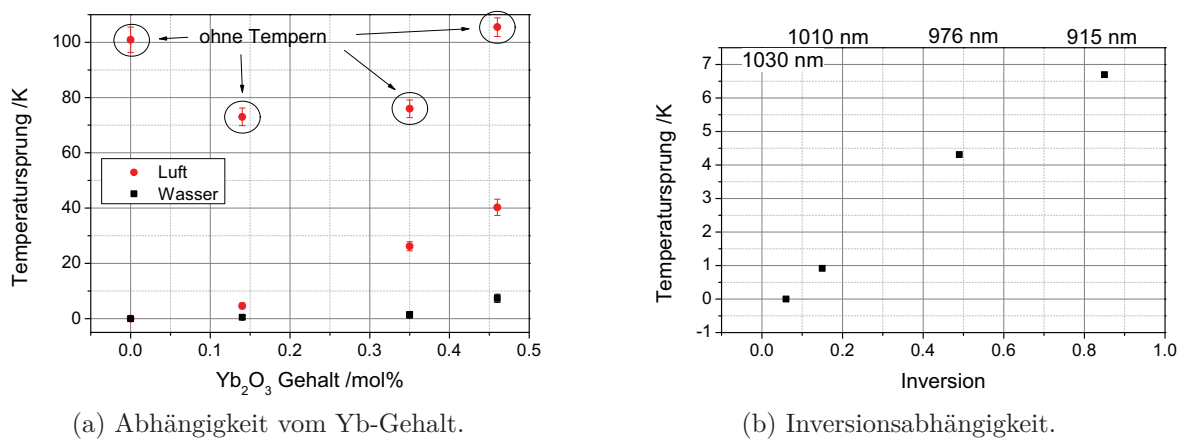 100
80
60
40
20
0
Temperatursprung /K
ohne Tempern
Luft
Wasser
0.0 0.1 0.2 0.3 0.4 0.5
Yb₂O₃ Gehalt /mol%
(a) Abhängigkeit vom Yb-Gehalt.
1010 nm 976 nm 915 nm
1030 nm
7
6
5
4
3
2
1
0
-1
Temperatursprung /K
0.0 0.2 0.4 0.6 0.8 1.0
Inversion
(b) Inversionsabhängigkeit.